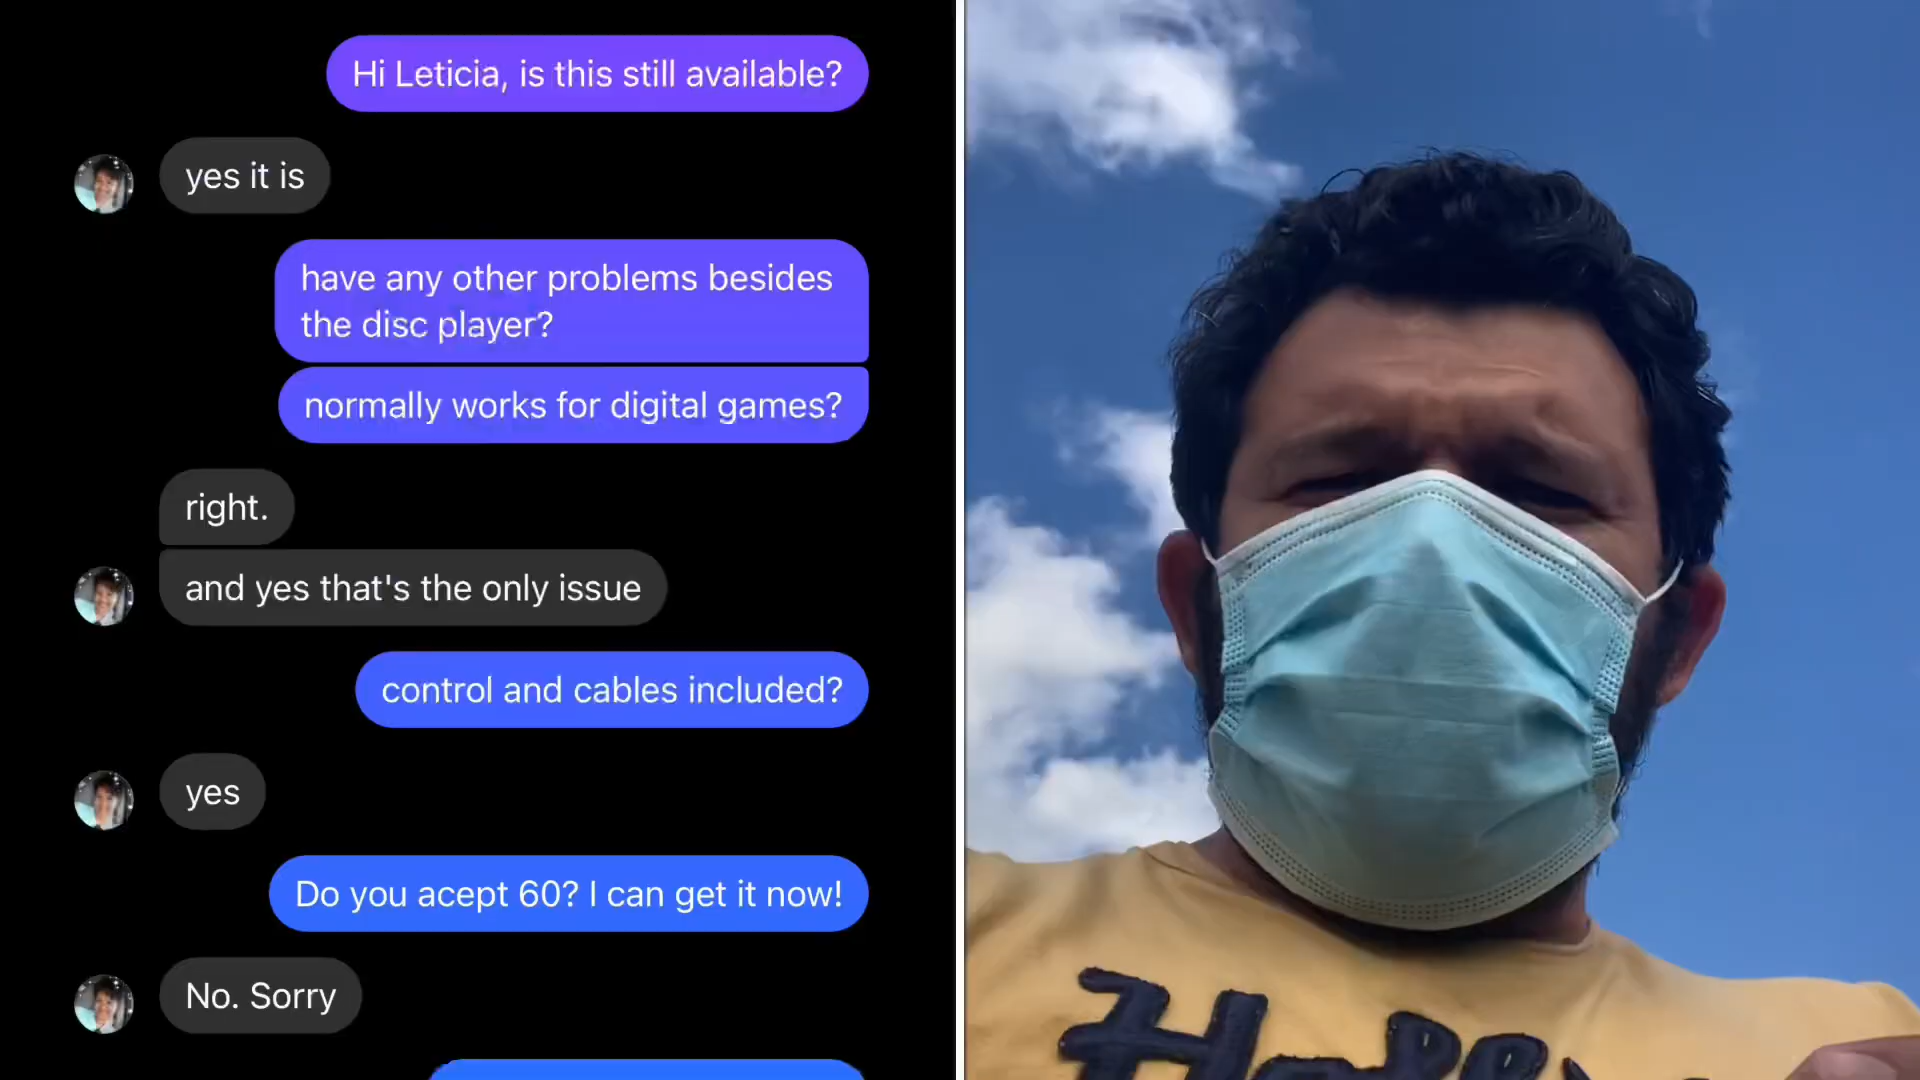 Hi Leticia, is this still available?
yes it is
have any other problems besides
the disc player?
normally works for digital games?
right.
and yes that's the only issue
control and cables included?
yes
Do you acept 60? I can get it now!
No. Sorry